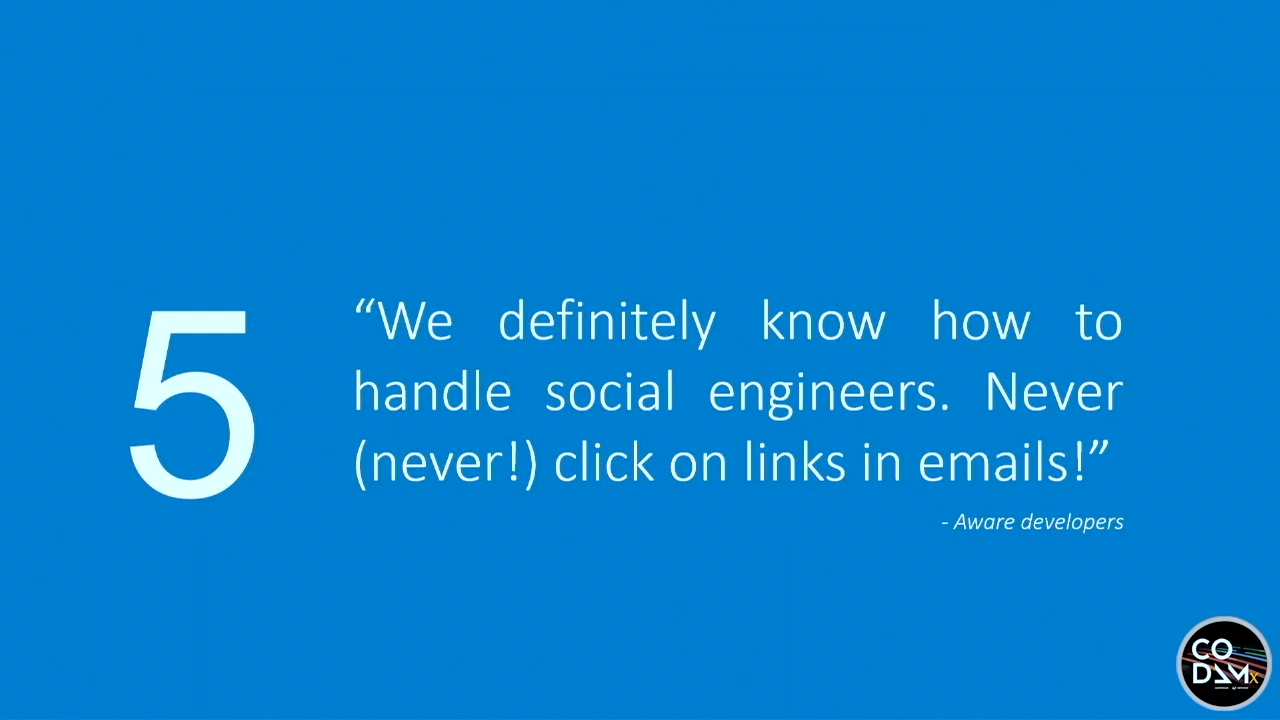 5
“We definitely know how to
handle social engineers. Never
(never!) click on links in emails!”
- Aware developers
CO
D